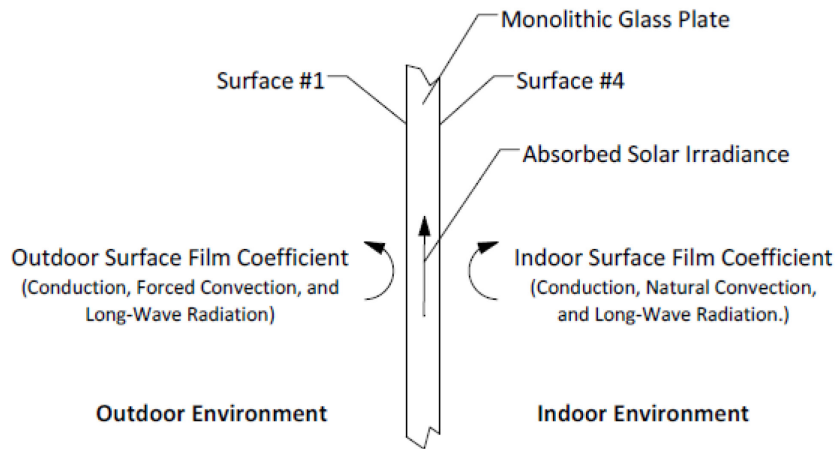 Monolithic Glass Plate
Surface #1
Surface #4
Absorbed Solar Irradiance
Outdoor Surface Film Coefficient
(Conduction, Forced Convection, and
Long-Wave Radiation)
Indoor Surface Film Coefficient
(Conduction, Natural Convection,
and Long-Wave Radiation.)
Outdoor Environment
Indoor Environment